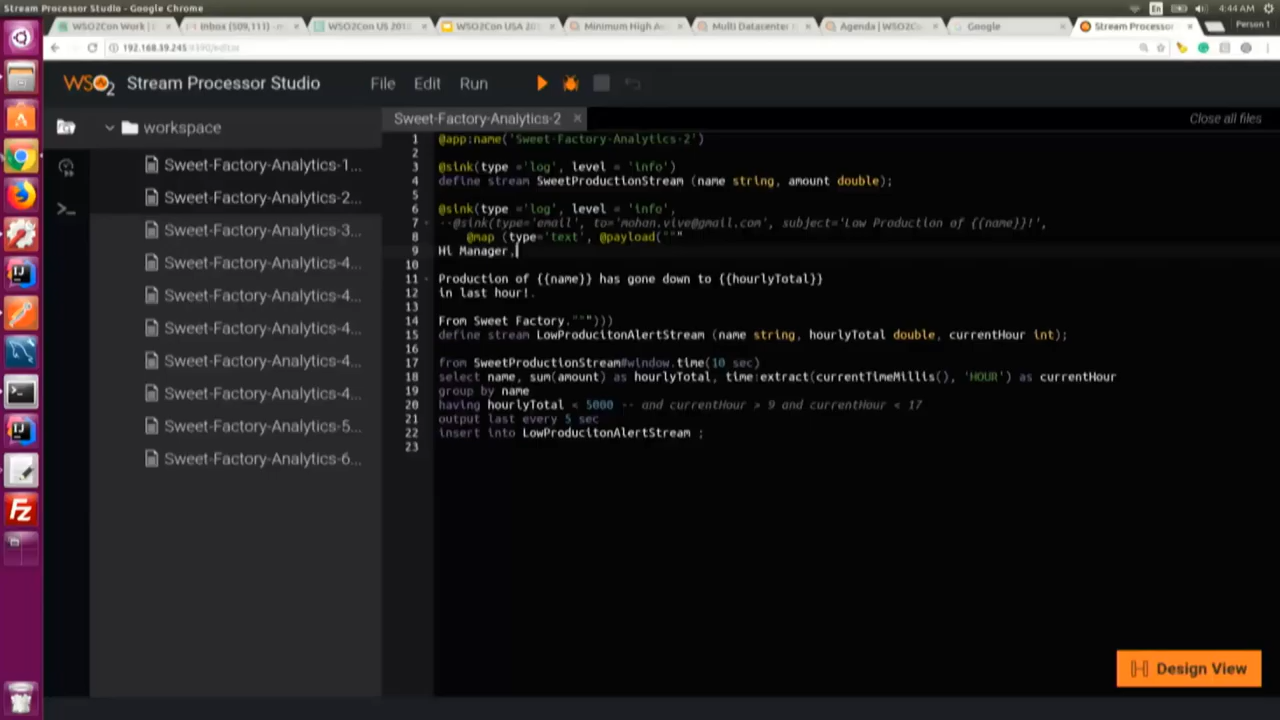 Stream Processor Studio - Google Chrome
En
4:44 AM
WSO2Con Work
Inbox (509,111)
WSO2Con US 201
WSO2Con USA 201
Minimum High A
Multi Datacenter
Agenda | WSO2C
Google
Stream Processor
Person 1
192.168.39.245
WSO2 Stream Processor Studio
File
Edit
Run
workspace
Sweet-Factory-Analytics-2
Close all files
Sweet-Factory-Analytics-1...
Sweet-Factory-Analytics-2...
Sweet-Factory-Analytics-3...
Sweet-Factory-Analytics-4...
Sweet-Factory-Analytics-4...
Sweet-Factory-Analytics-4...
Sweet-Factory-Analytics-4...
Sweet-Factory-Analytics-4...
Sweet-Factory-Analytics-5...
Sweet-Factory-Analytics-6...
1 @app:name('Sweet-Factory-Analytics-2')
2
3 @sink(type ='log', level = 'info')
4 define stream SweetProductionStream (name string, amount double);
5
6 @sink(type ='log', level = 'info',
7 --@sink(type='email', to='mohan.vive@gmail.com', subject='Low Production of {{name}}!',
8 @map (type='text', @payload("""
9 Hi Manager,
10
11 Production of {{name}} has gone down to {{hourlyTotal}}
12 in last hour!.
13
14 From Sweet Factory.""")))
15 define stream LowProducitonAlertStream (name string, hourlyTotal double, currentHour int);
16
17 from SweetProductionStream#window.time(10 sec)
18 select name, sum(amount) as hourlyTotal, time:extract(currentTimeMillis(), 'HOUR') as currentHour
19 group by name
20 having hourlyTotal < 5000 -- and currentHour > 9 and currentHour < 17
21 output last every 5 sec
22 insert into LowProducitonAlertStream ;
23
Design View